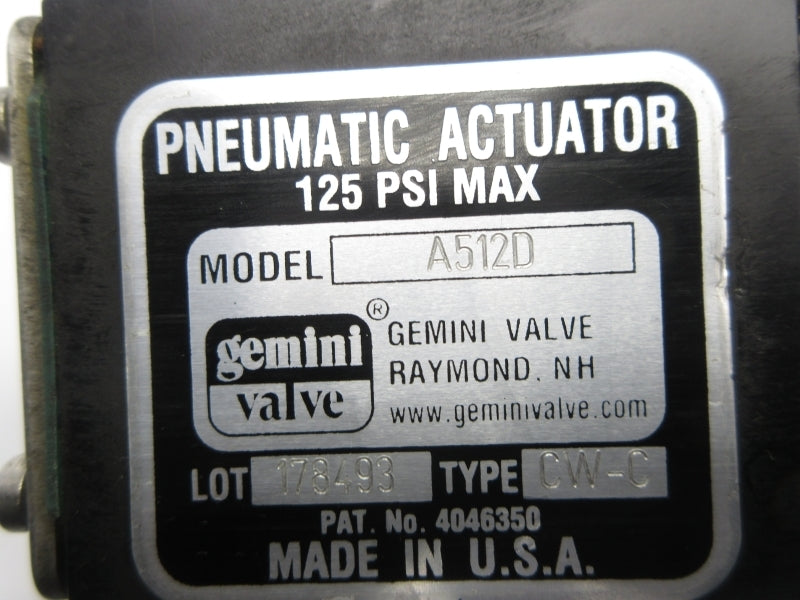 PNEUMATIC ACTUATOR
125 PSI MAX
MODEL A512D
gemini
valve
®
GEMINI VALVE
RAYMOND, NH
www.geminivalve.com
LOT 178493 TYPE CW-C
PAT. No. 4046350
MADE IN U.S.A.